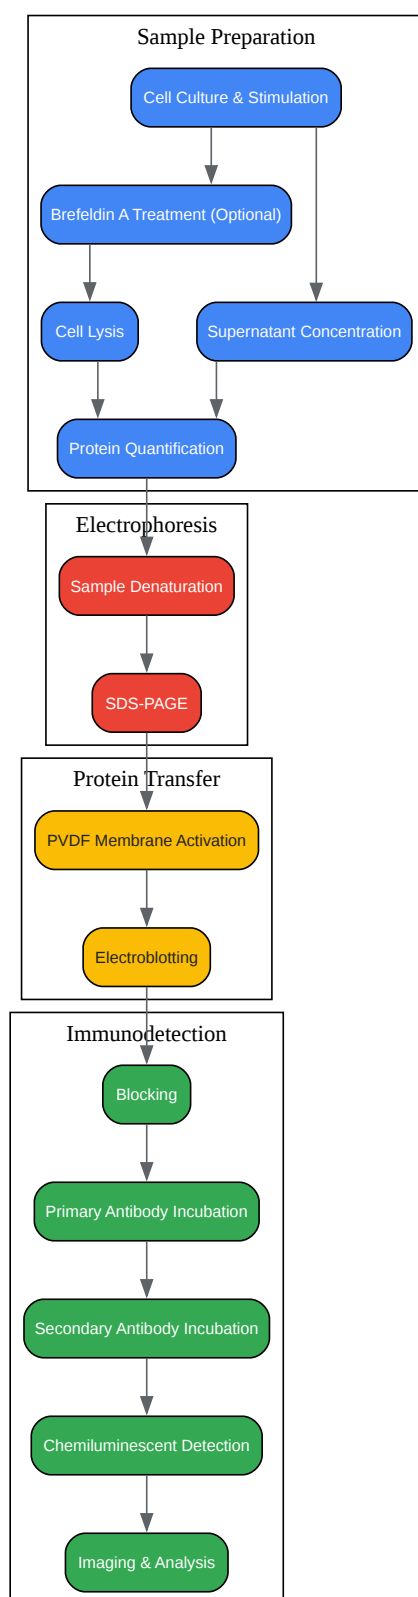 Sample Preparation
Cell Culture & Stimulation
Brefeldin A Treatment (Optional)
Cell Lysis
Supernatant Concentration
Protein Quantification
Electrophoresis
Sample Denaturation
SDS-PAGE
Protein Transfer
PVDF Membrane Activation
Electroblotting
Immunodetection
Blocking
Primary Antibody Incubation
Secondary Antibody Incubation
Chemiluminescent Detection
Imaging & Analysis